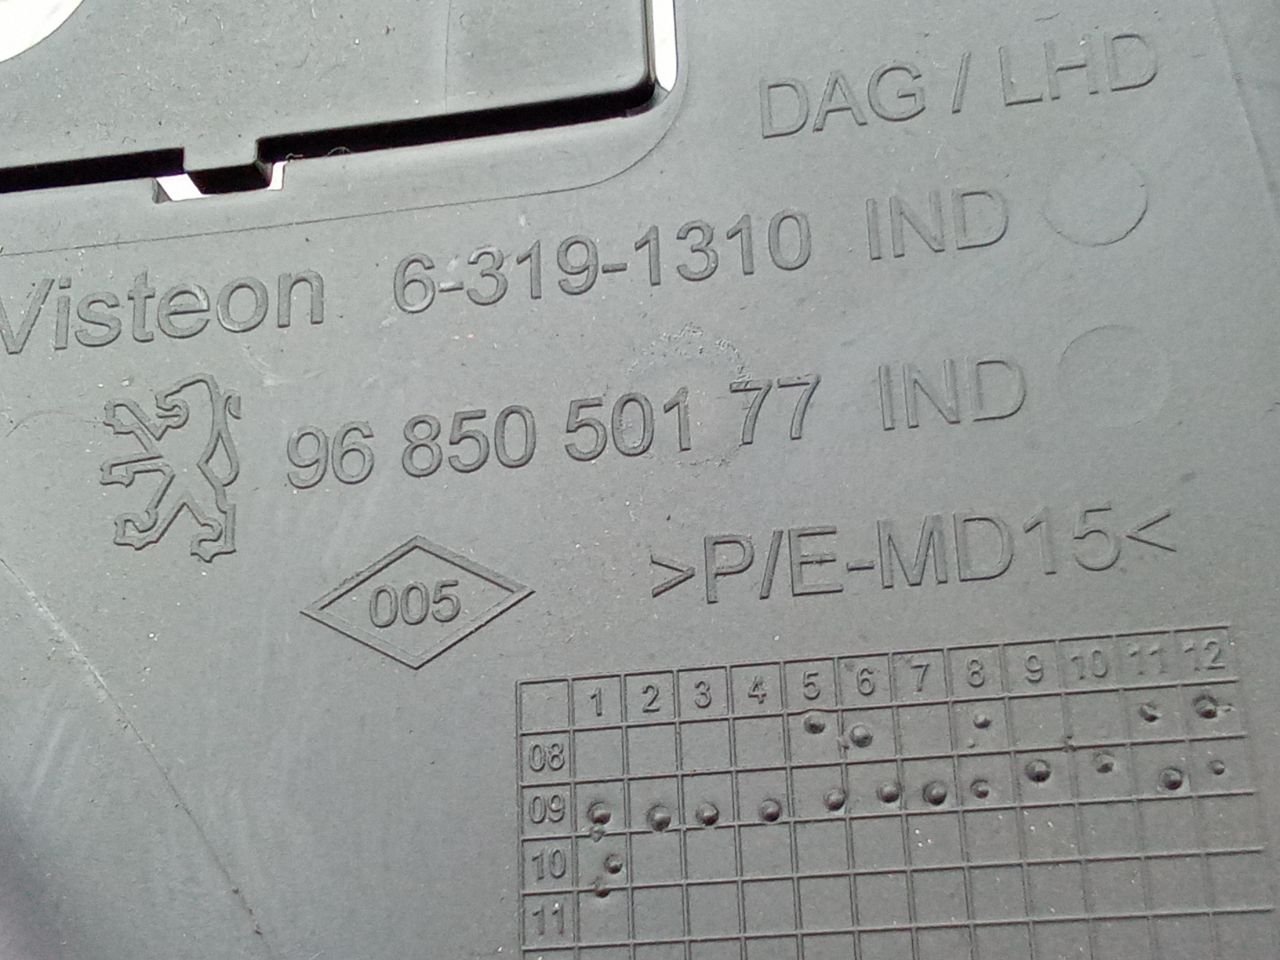 DAG / LHD
Visteon 6-319-1310 IND
96 850 501 77 IND
005
>P/E-MD15<
1 2 3 4 5 6 7 8 9 10 11 12
08
09
10
11